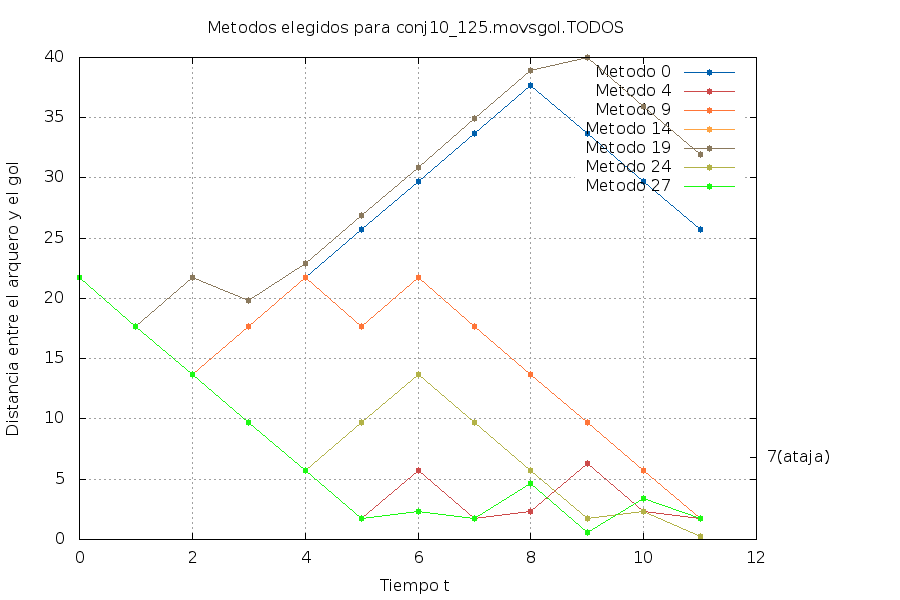 Metodos elegidos para conj10_125.movsgol.TODOS
Distancia entre el arquero y el gol
40
35
30
25
20
15
10
5
0
Metodo 0
Metodo 4
Metodo 9
Metodo 14
Metodo 19
Metodo 24
Metodo 27
7(ataja)
0 2 4 6 8 10 12
Tiempo t